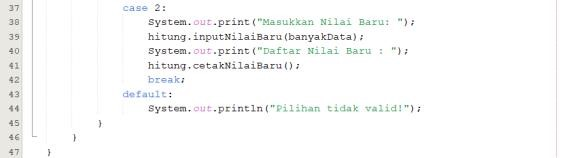 37 case 2:
38 System.out.print("Masukkan Nilai Baru: ");
39 hitung.inputNilaiBaru(banyakData);
40 System.out.print("Daftar Nilai Baru : ");
41 hitung.cetakNilaiBaru();
42 break;
43 default:
44 System.out.println("Pilihan tidak valid!");
45 }
46 }
47 }